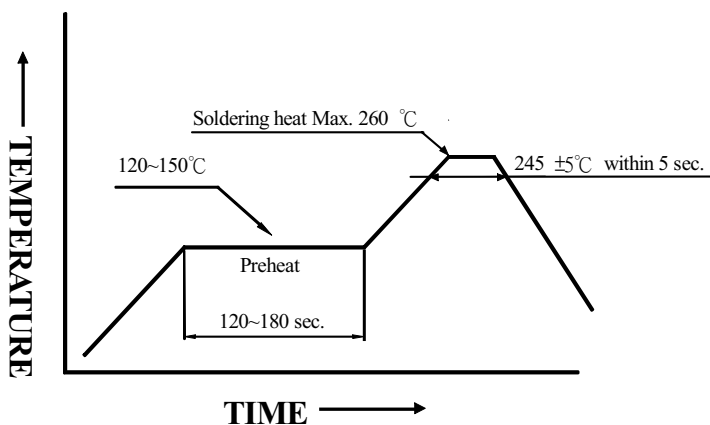 Soldering heat Max. 260 ℃
120~150℃
245 ±5℃ within 5 sec.
Preheat
120~180 sec.
TEMPERATURE
TIME